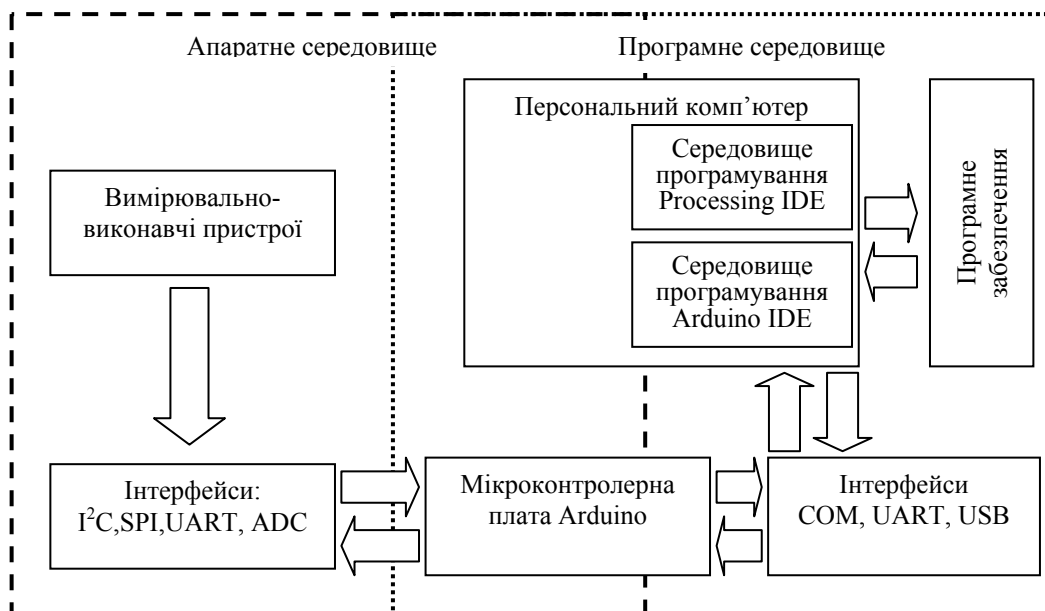 Апаратне середовище
Програмне середовище
Персональний комп’ютер
Середовище
програмування
Processing IDE
Середовище
програмування
Arduino IDE
Програмне
забезпечення
Вимірювально-
виконавчі пристрої
Інтерфейси:
I²C,SPI,UART, ADC
Мікроконтролерна
плата Arduino
Інтерфейси
COM, UART, USB